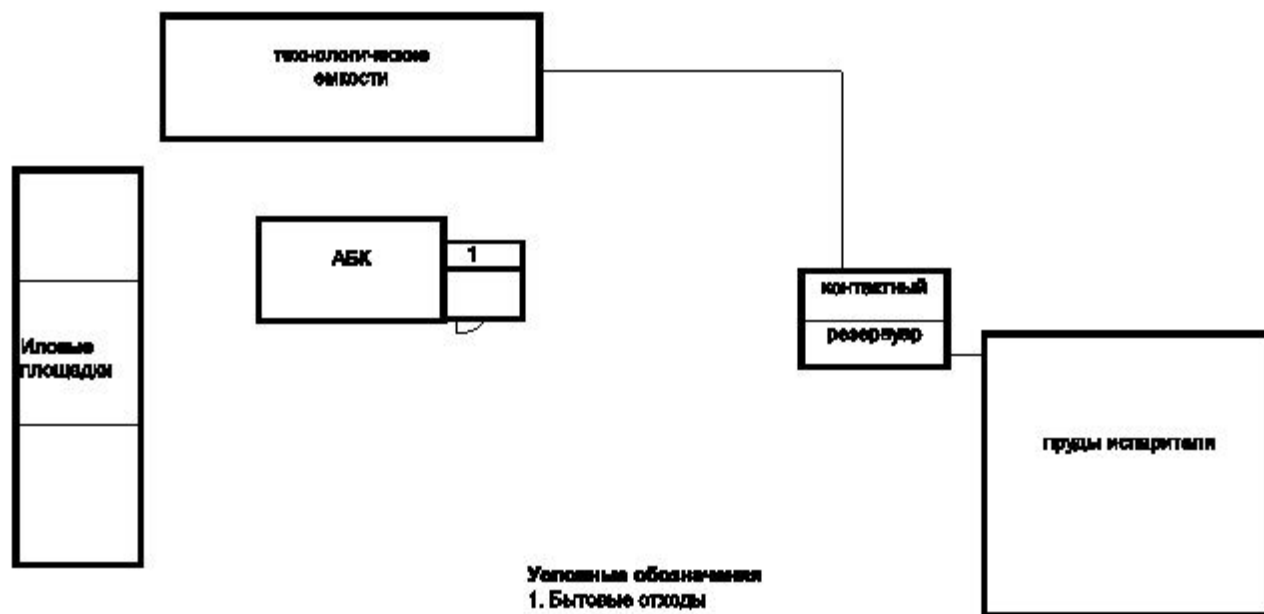 технологические
емкости
АБК
1
контактный
резервуар
Иловые
площадки
пруды испарители
Условные обозначения
1. Бытовые отходы